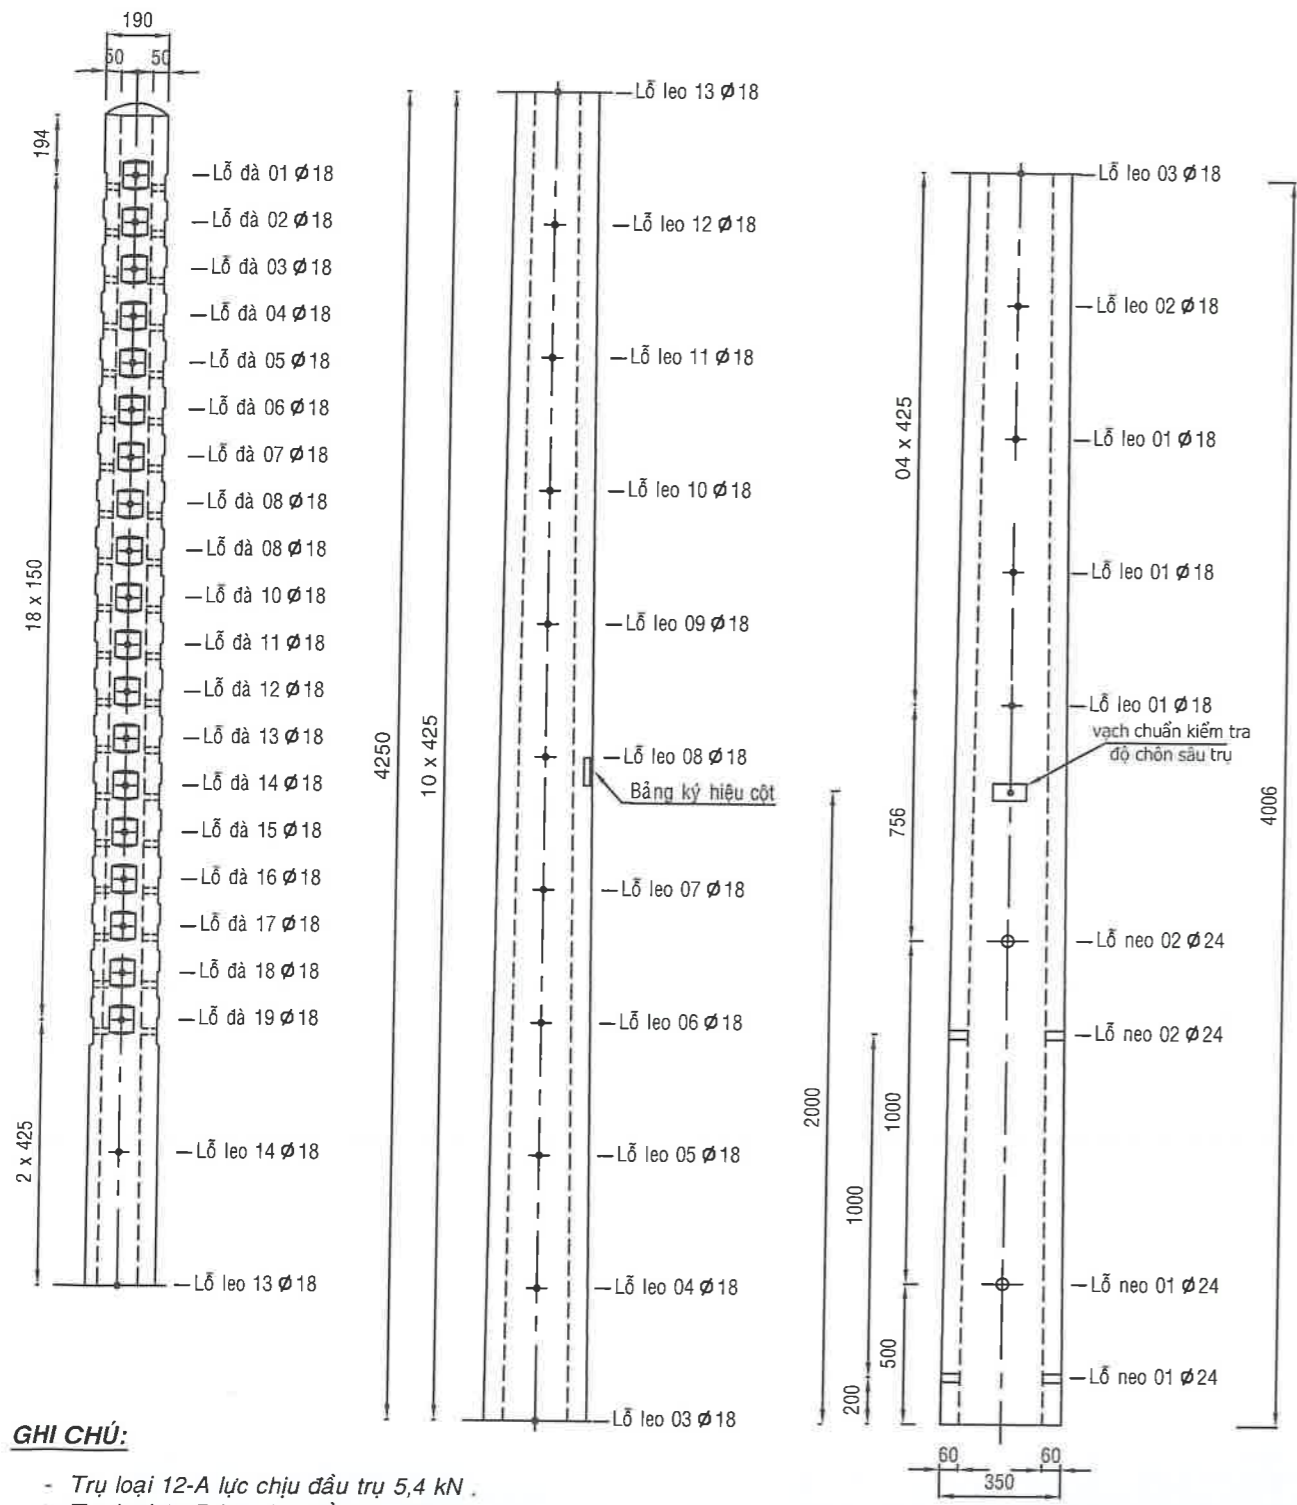 190
50 50
194
18 x 150
2 x 425
Lỗ đà 01 Ø18
Lỗ đà 02 Ø18
Lỗ đà 03 Ø18
Lỗ đà 04 Ø18
Lỗ đà 05 Ø18
Lỗ đà 06 Ø18
Lỗ đà 07 Ø18
Lỗ đà 08 Ø18
Lỗ đà 08 Ø18
Lỗ đà 10 Ø18
Lỗ đà 11 Ø18
Lỗ đà 12 Ø18
Lỗ đà 13 Ø18
Lỗ đà 14 Ø18
Lỗ đà 15 Ø18
Lỗ đà 16 Ø18
Lỗ đà 17 Ø18
Lỗ đà 18 Ø18
Lỗ đà 19 Ø18
Lỗ leo 14 Ø18
Lỗ leo 13 Ø18
4250
10 x 425
Lỗ leo 13 Ø18
Lỗ leo 12 Ø18
Lỗ leo 11 Ø18
Lỗ leo 10 Ø18
Lỗ leo 09 Ø18
Lỗ leo 08 Ø18
Bảng ký hiệu cột
Lỗ leo 07 Ø18
Lỗ leo 06 Ø18
Lỗ leo 05 Ø18
Lỗ leo 04 Ø18
Lỗ leo 03 Ø18
04 x 425
756
1000
500
2000
1000
200
Lỗ leo 03 Ø18
Lỗ leo 02 Ø18
Lỗ leo 01 Ø18
Lỗ leo 01 Ø18
Lỗ leo 01 Ø18
vạch chuẩn kiểm tra
độ chôn sâu trụ
Lỗ neo 02 Ø24
Lỗ neo 02 Ø24
Lỗ neo 01 Ø24
Lỗ neo 01 Ø24
4006
60 60
350
GHI CHÚ:
- Trụ loại 12-A lực chịu đầu trụ 5,4 kN .